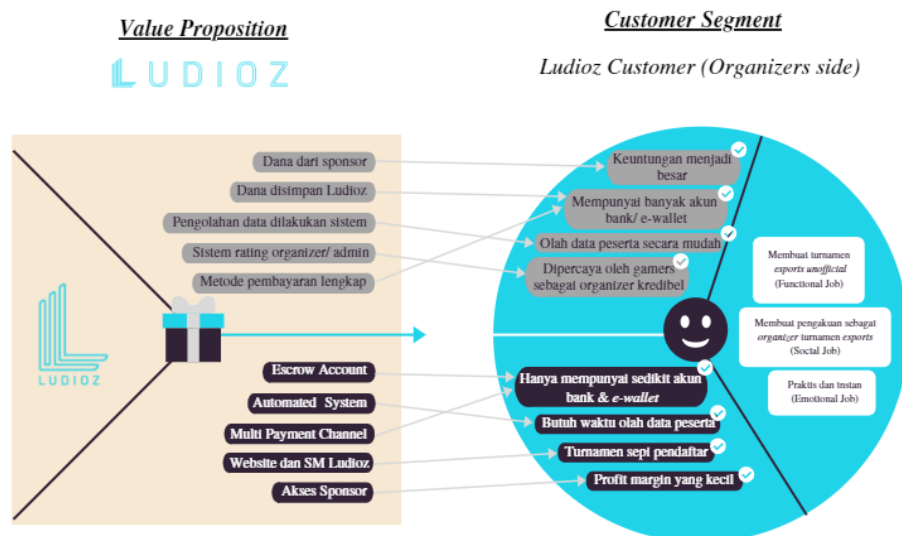 Value Proposition
LUDIOZ
Dana dari sponsor
Dana disimpan Ludioz
Pengolahan data dilakukan sistem
Sistem rating organizer/ admin
Metode pembayaran lengkap
LUDIOZ
Escrow Account
Automated System
Multi Payment Channel
Website dan SM Ludioz
Akses Sponsor
Customer Segment
Ludioz Customer (Organizers side)
Keuntungan menjadi
besar
Mempunyai banyak akun
bank/ e-wallet
Olah data peserta secara mudah
Dipercaya oleh gamers
sebagai organizer kredibel
Hanya mempunyai sedikit akun
bank & e-wallet
Butuh waktu olah data peserta
Turnamen sepi pendaftar
Profit margin yang kecil
Membuat turnamen
esports unofficial
(Functional Job)
Membuat pengakuan sebagat
organizer turnamen esports
(Social Job)
Praktis dan instan
(Emotional Job)